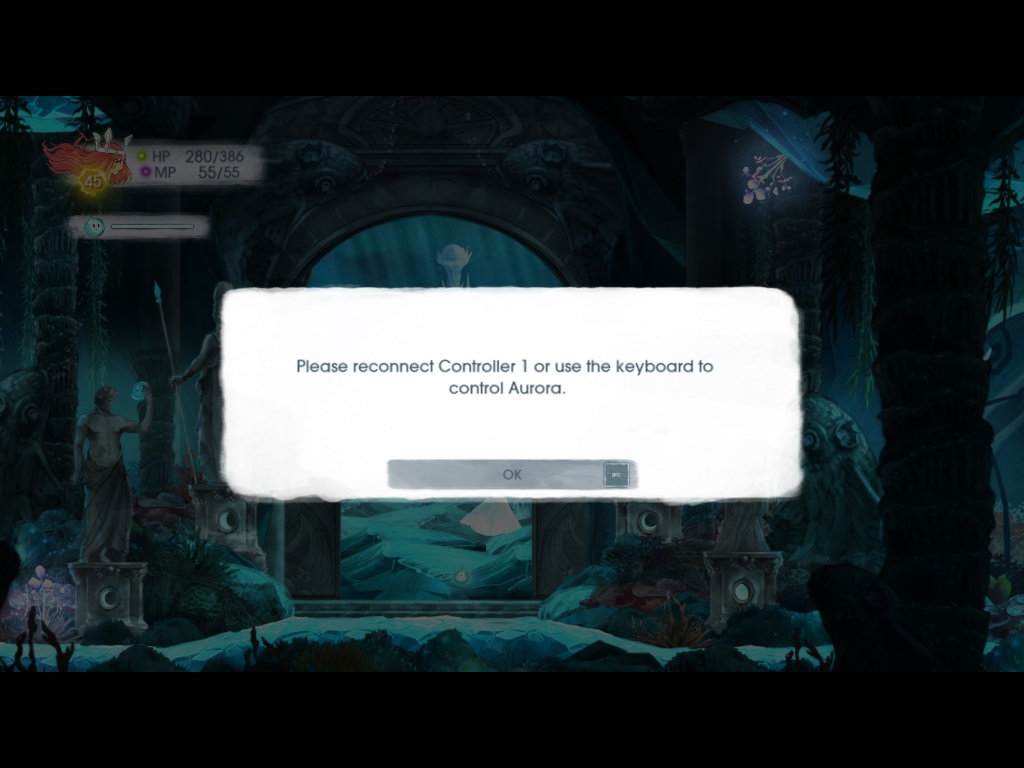 HP 280/386
45
MP 55/55
Please reconnect Controller 1 or use the keyboard to
control Aurora.
OK